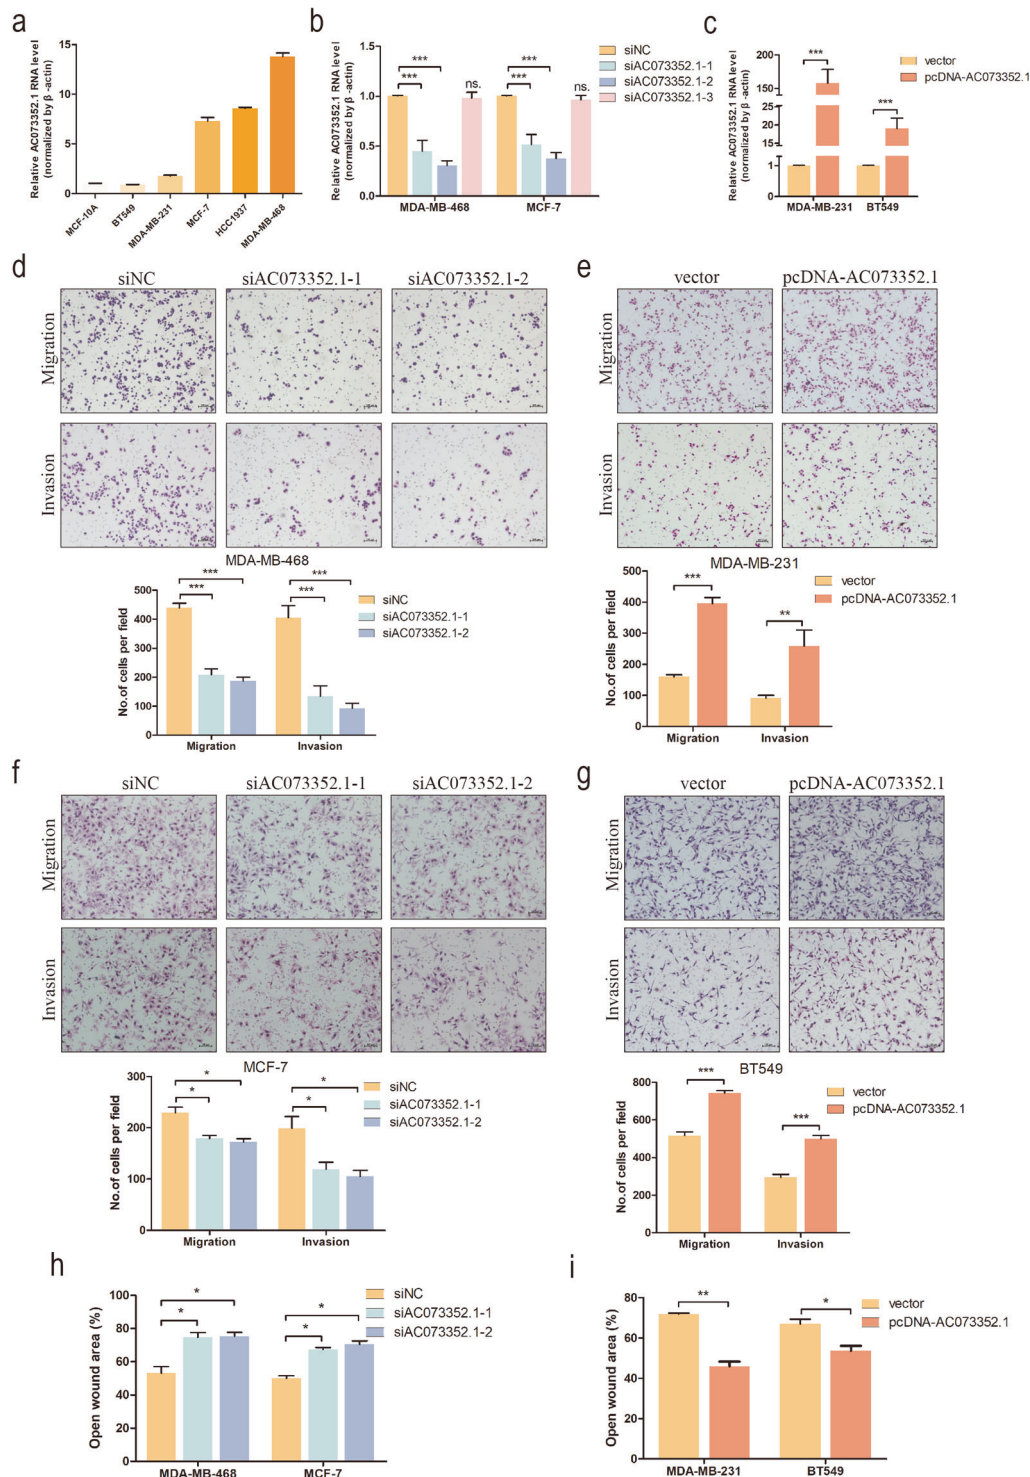 a
Relative AC073352.1 RNA level
(normalized by β-actin)
15
10
5
0
MCF-10A
BT549
MDA-MB-231
MCF-7
HCC1937
MDA-MB-468
b
Relative AC073352.1 RNA level
(normalized by β-actin)
1.5
1.0
0.5
0.0
***
***
ns.
***
***
ns.
MDA-MB-468
MCF-7
siNC
siAC073352.1-1
siAC073352.1-2
siAC073352.1-3
c
Relative AC073352.1 RNA level
(normalized by β-actin)
200
150
25
20
15
10
1
0
***
***
MDA-MB-231
BT549
vector
pcDNA-AC073352.1
d
siNC
siAC073352.1-1
siAC073352.1-2
Migration
Invasion
MDA-MB-468
No.of cells per field
400
300
200
100
0
***
***
***
***
Migration
Invasion
siNC
siAC073352.1-1
siAC073352.1-2
e
vector
pcDNA-AC073352.1
Migration
Invasion
MDA-MB-231
No.of cells per field
500
400
300
200
100
0
***
**
Migration
Invasion
vector
pcDNA-AC073352.1
f
siNC
siAC073352.1-1
siAC073352.1-2
Migration
Invasion
MCF-7
No.of cells per field
300
200
100
0
*
*
*
*
Migration
Invasion
siNC
siAC073352.1-1
siAC073352.1-2
g
vector
pcDNA-AC073352.1
Migration
Invasion
BT549
No.of cells per field
800
600
400
200
0
***
***
Migration
Invasion
vector
pcDNA-AC073352.1
h
Open wound area (%)
100
80
60
40
20
0
*
*
*
*
MDA-MB-468
MCF-7
siNC
siAC073352.1-1
siAC073352.1-2
i
Open wound area (%)
80
60
40
20
0
**
*
MDA-MB-231
BT549
vector
pcDNA-AC073352.1